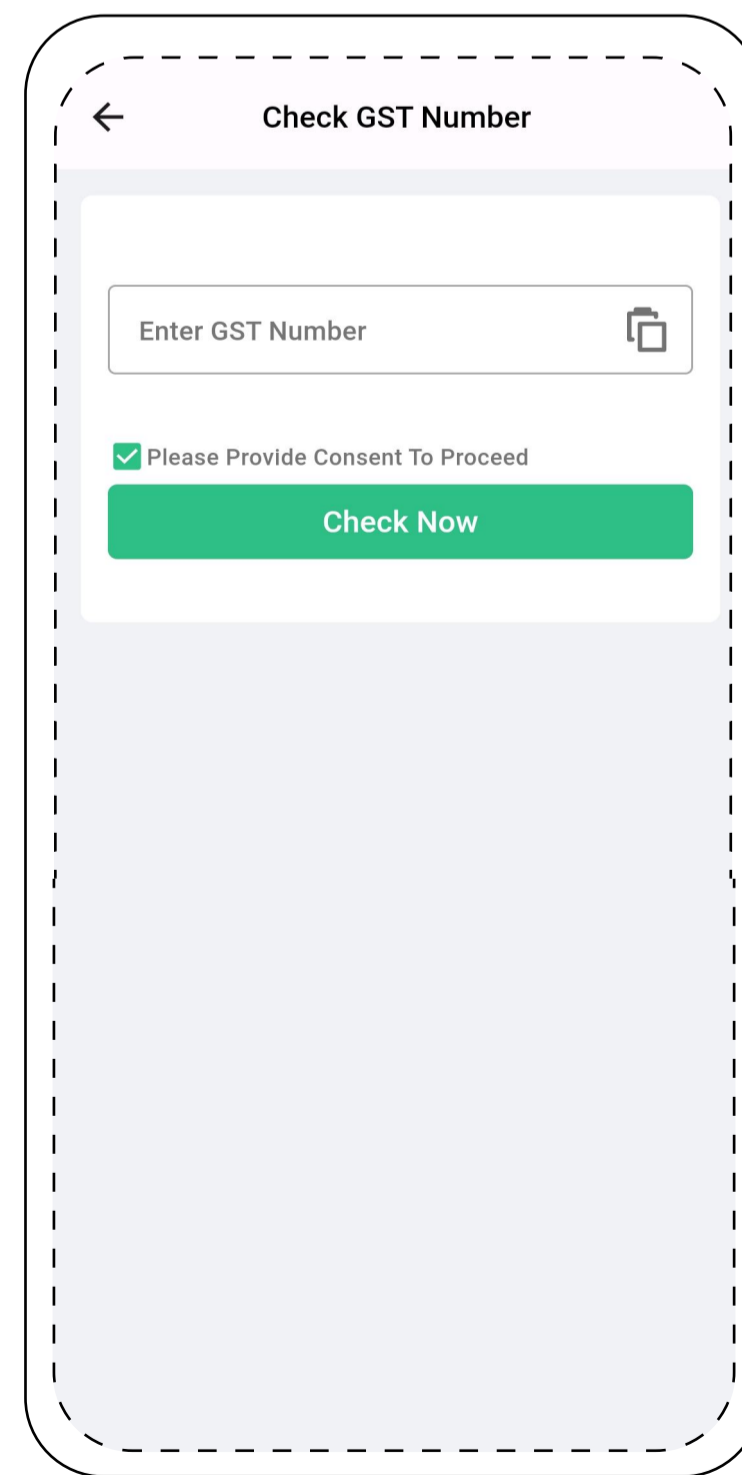 Check GST Number
Enter GST Number
Please Provide Consent To Proceed
Check Now